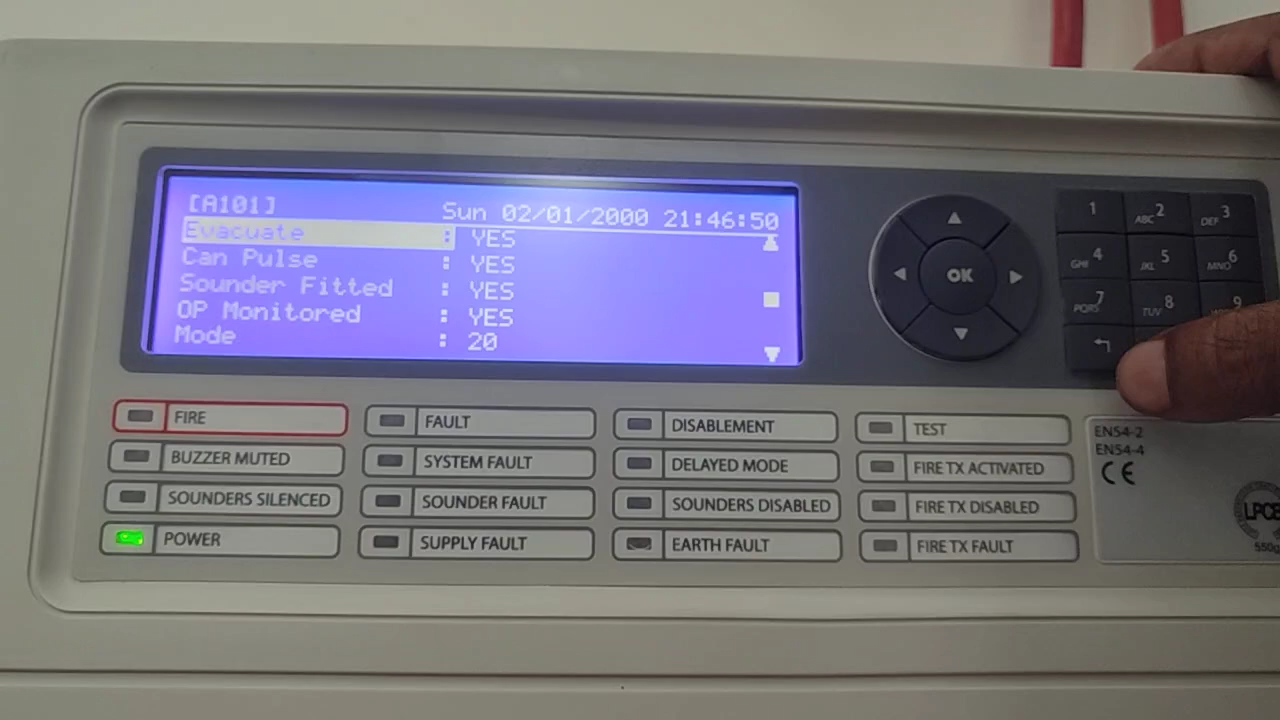 [A101]
Sun 02/01/2000 21:46:50
Evacuate : YES
Can Pulse : YES
Sounder Fitted : YES
OP Monitored : YES
Mode : 20
OK
1
ABC 2
DEF 3
GHI 4
JKL 5
MNO 6
PQRS 7
TUV 8
9
FIRE
FAULT
DISABLEMENT
TEST
BUZZER MUTED
SYSTEM FAULT
DELAYED MODE
FIRE TX ACTIVATED
SOUNDERS SILENCED
SOUNDER FAULT
SOUNDERS DISABLED
FIRE TX DISABLED
POWER
SUPPLY FAULT
EARTH FAULT
FIRE TX FAULT
EN54-2
EN54-4
CE
LPCB